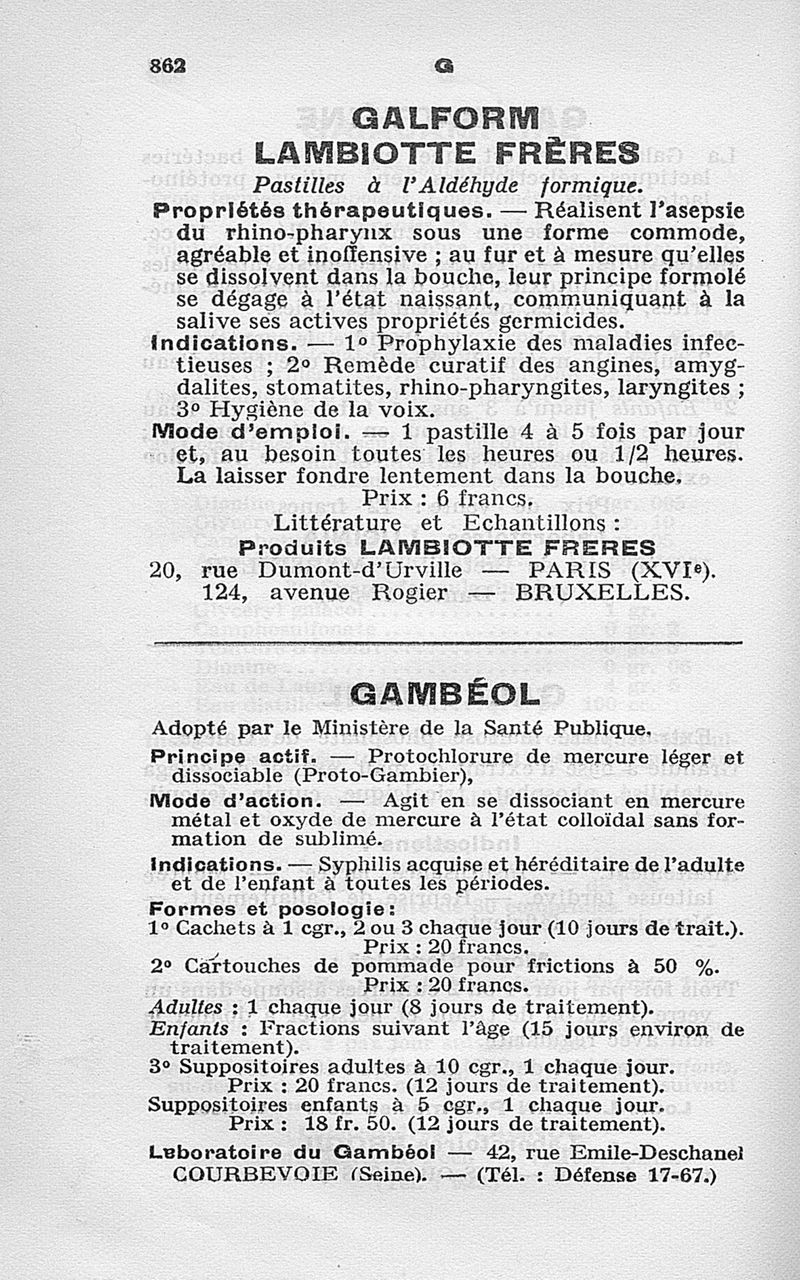 862 G
GALFORM
LAMBIOTTE FRÈRES
Pastilles à l'Aldéhyde formique.
Propriétés thérapeutiques. — Réalisent l'asepsie
du rhino-pharynx sous une forme commode,
agréable et inoffensive ; au fur et à mesure qu'elles
se dissolvent dans la bouche, leur principe formolé
se dégage à l'état naissant, communiquant à la
salive ses actives propriétés germicides.
Indications. — 1º Prophylaxie des maladies infec-
tieuses ; 2º Remède curatif des angines, amyg-
dalites, stomatites, rhino-pharyngites, laryngites ;
3º Hygiène de la voix.
Mode d'emploi. — 1 pastille 4 à 5 fois par jour
et, au besoin toutes les heures ou 1/2 heures.
La laisser fondre lentement dans la bouche.
Prix : 6 francs.
Littérature et Echantillons :
Produits LAMBIOTTE FRERES
20, rue Dumont-d'Urville — PARIS (XVIe).
124, avenue Rogier — BRUXELLES.
GAMBÉOL
Adopté par le Ministère de la Santé Publique.
Principe actif. — Protochlorure de mercure léger et
dissociable (Proto-Gambier),
Mode d'action. — Agit en se dissociant en mercure
métal et oxyde de mercure à l'état colloïdal sans for-
mation de sublimé.
Indications. — Syphilis acquise et héréditaire de l'adulte
et de l'enfant à toutes les périodes.
Formes et posologie :
1º Cachets à 1 cgr., 2 ou 3 chaque jour (10 jours de trait.).
Prix : 20 francs.
2º Cartouches de pommade pour frictions à 50 %.
Prix : 20 francs.
Adultes : 1 chaque jour (8 jours de traitement).
Enfants : Fractions suivant l'âge (15 jours environ de
traitement).
3º Suppositoires adultes à 10 cgr., 1 chaque jour.
Prix : 20 francs. (12 jours de traitement).
Suppositoires enfants à 5 cgr., 1 chaque jour.
Prix : 18 fr. 50. (12 jours de traitement).
Laboratoire du Gambéol — 42, rue Emile-Deschanel
COURBEVOIE (Seine). — (Tél. : Défense 17-67.)